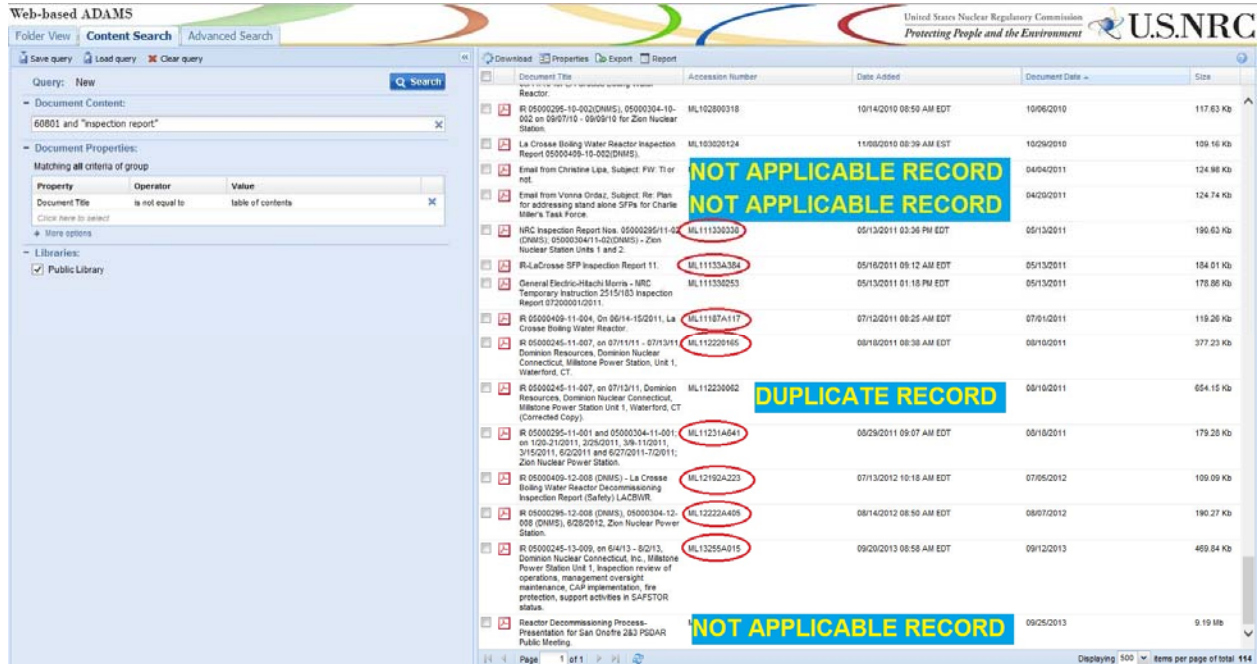 Web-based ADAMS
United States Nuclear Regulatory Commission
Protecting People and the Environment
U.S.NRC
Folder View Content Search Advanced Search
Save query Load query Clear query
Download Properties Export Report
Query: New Search
Document Title Accession Number Date Added Document Date Size
Reactor.
- Document Content:
60801 and "inspection report"
- Document Properties:
Matching all criteria of group
Property Operator Value
Document Title is not equal to table of contents
Click here to select
+ More options
- Libraries:
Public Library
IR 05000295-10-002(DNMS), 05000304-10- ML102800318 10/14/2010 08:50 AM EDT 10/06/2010 117.63 Kb
002 on 09/07/10 - 09/09/10 for Zion Nuclear
Station.
La Crosse Boiling Water Reactor Inspection ML103020124 11/08/2010 08:39 AM EST 10/29/2010 109.16 Kb
Report 05000409-10-002(DNMS).
Email from Christine Lipa, Subject: FW: TI or NOT APPLICABLE RECORD 04/04/2011 124.98 Kb
not.
Email from Vonna Ordaz, Subject: Re: Plan NOT APPLICABLE RECORD 04/20/2011 124.74 Kb
for addressing stand alone SFPs for Charlie
Miller's Task Force.
NRC Inspection Report Nos. 05000295/11-02 ML111330338 05/13/2011 03:36 PM EDT 05/13/2011 190.63 Kb
(DNMS); 05000304/11-02(DNMS) - Zion
Nuclear Station Units 1 and 2.
IR-LaCrosse SFP Inspection Report 11. ML11133A384 05/16/2011 09:12 AM EDT 05/13/2011 184.01 Kb
General Electric-Hitachi Morris - NRC ML111330253 05/13/2011 01:18 PM EDT 05/13/2011 178.86 Kb
Temporary Instruction 2515/183 Inspection
Report 07200001/2011.
IR 05000409-11-004, On 06/14-15/2011, La ML11187A117 07/12/2011 08:25 AM EDT 07/01/2011 119.26 Kb
Crosse Boiling Water Reactor.
IR 05000245-11-007, on 07/11/11 - 07/13/11, ML112220165 08/18/2011 08:38 AM EDT 08/10/2011 377.23 Kb
Dominion Resources, Dominion Nuclear
Connecticut, Millstone Power Station, Unit 1,
Waterford, CT.
IR 05000245-11-007, on 07/13/11, Dominion ML112230062 DUPLICATE RECORD 08/10/2011 654.15 Kb
Resources, Dominion Nuclear Connecticut,
Millstone Power Station Unit 1, Waterford, CT
(Corrected Copy).
IR 05000295-11-001 and 05000304-11-001; ML11231A641 08/29/2011 09:07 AM EDT 08/18/2011 179.28 Kb
on 1/20-21/2011, 2/25/2011, 3/9-11/2011,
3/15/2011, 6/2/2011 and 6/27/2011-7/2/011;
Zion Nuclear Power Station.
IR 05000409-12-008 (DNMS) - La Crosse ML12192A223 07/13/2012 10:18 AM EDT 07/05/2012 109.09 Kb
Boiling Water Reactor Decommissioning
Inspection Report (Safety) LACBWR.
IR 05000295-12-008 (DNMS), 05000304-12- ML12222A405 08/14/2012 08:50 AM EDT 08/07/2012 190.27 Kb
008 (DNMS), 6/28/2012, Zion Nuclear Power
Station.
IR 05000245-13-009, on 6/4/13 - 8/2/13, ML13255A015 09/20/2013 08:58 AM EDT 09/12/2013 469.84 Kb
Dominion Nuclear Connecticut, Inc., Millstone
Power Station Unit 1, Inspection review of
operations, management oversight
maintenance, CAP implementation, fire
protection, support activities in SAFSTOR
status.
Reactor Decommissioning Process- NOT APPLICABLE RECORD 09/25/2013 9.19 Mb
Presentation for San Onofre 2&3 PSDAR
Public Meeting.
Page 1 of 1 Displaying 500 items per page of total 114